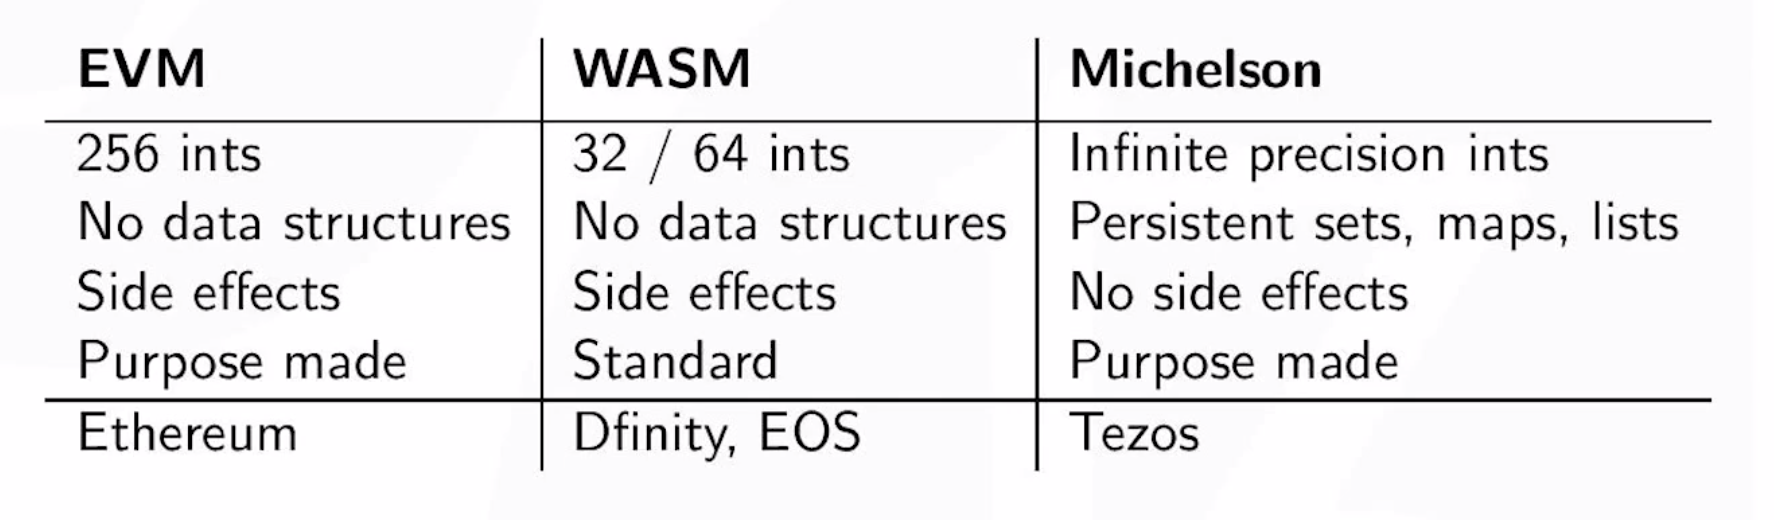 EVM WASM Michelson
256 ints 32 / 64 ints Infinite precision ints
No data structures No data structures Persistent sets, maps, lists
Side effects Side effects No side effects
Purpose made Standard Purpose made
Ethereum Dfinity, EOS Tezos